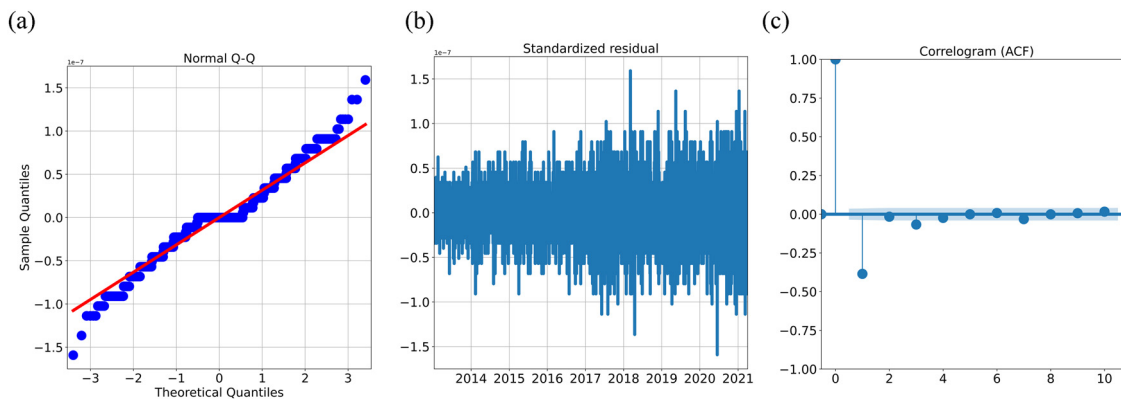 (a)
Normal Q-Q
1e-7
Sample Quantiles
1.5
1.0
0.5
0.0
−0.5
−1.0
−1.5
−3 −2 −1 0 1 2 3
Theoretical Quantiles
(b)
Standardized residual
1e-7
1.5
1.0
0.5
0.0
−0.5
−1.0
−1.5
2014 2015 2016 2017 2018 2019 2020 2021
(c)
Correlogram (ACF)
1.00
0.75
0.50
0.25
0.00
−0.25
−0.50
−0.75
−1.00
0 2 4 6 8 10